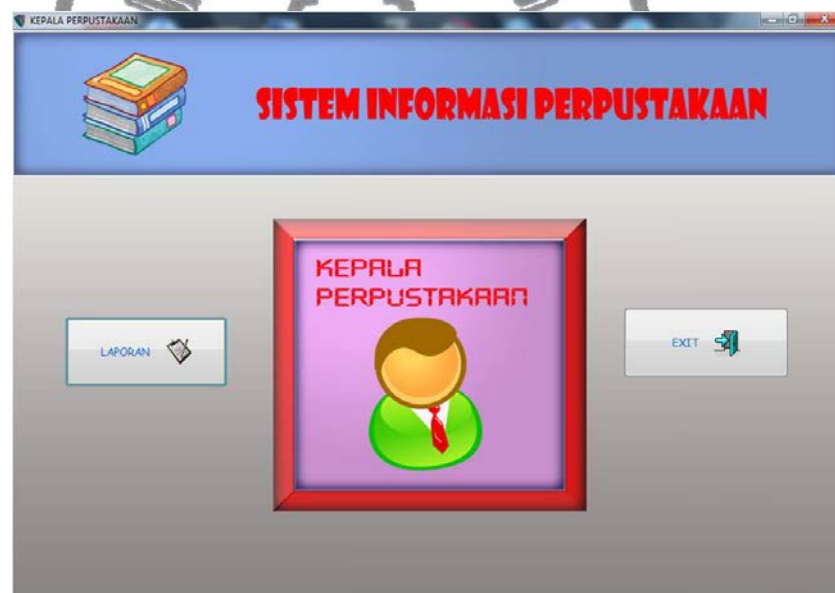 KEPALA PERPUSTAKAAN
SISTEM INFORMASI PERPUSTAKAAN
KEPALA
PERPUSTAKAAN
LAPORAN
EXIT